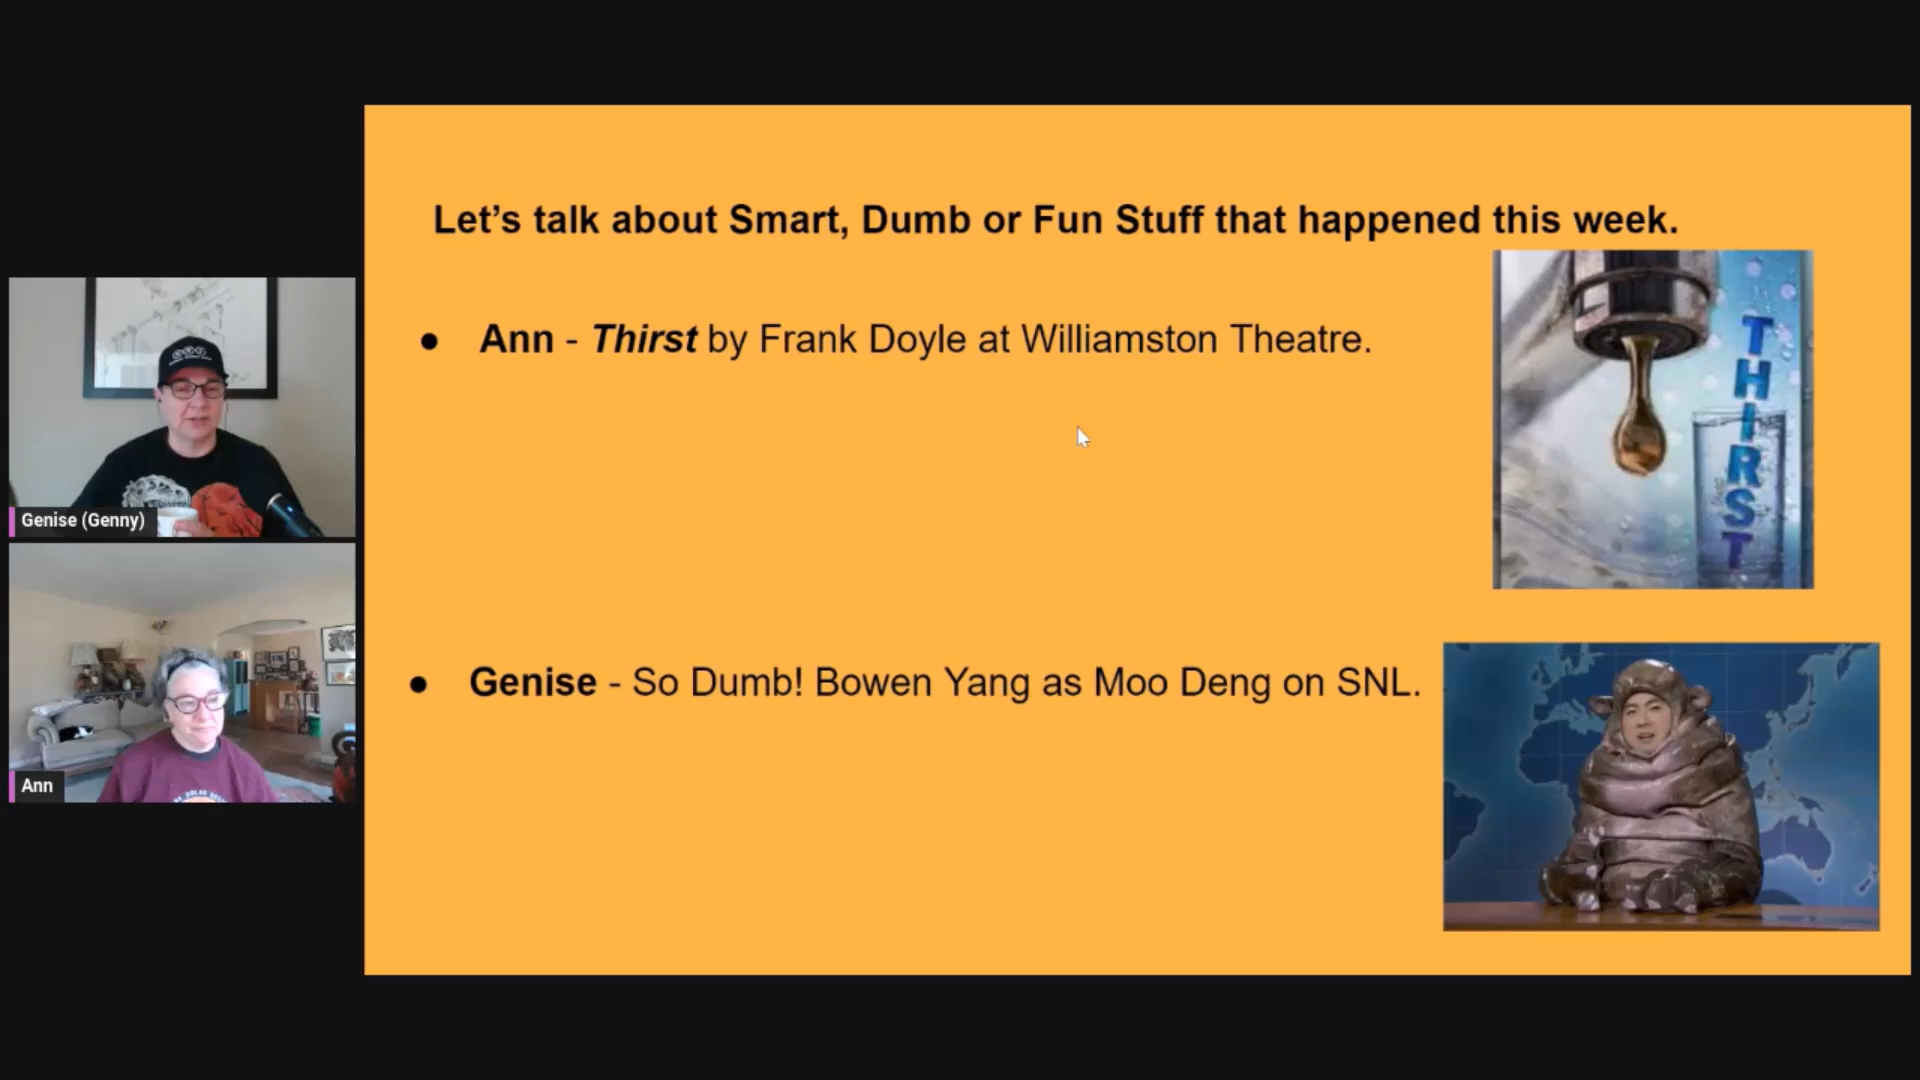 Let's talk about Smart, Dumb or Fun Stuff that happened this week.
● Ann - Thirst by Frank Doyle at Williamston Theatre.
THIRST
● Genise - So Dumb! Bowen Yang as Moo Deng on SNL.
Genise (Genny)
Ann